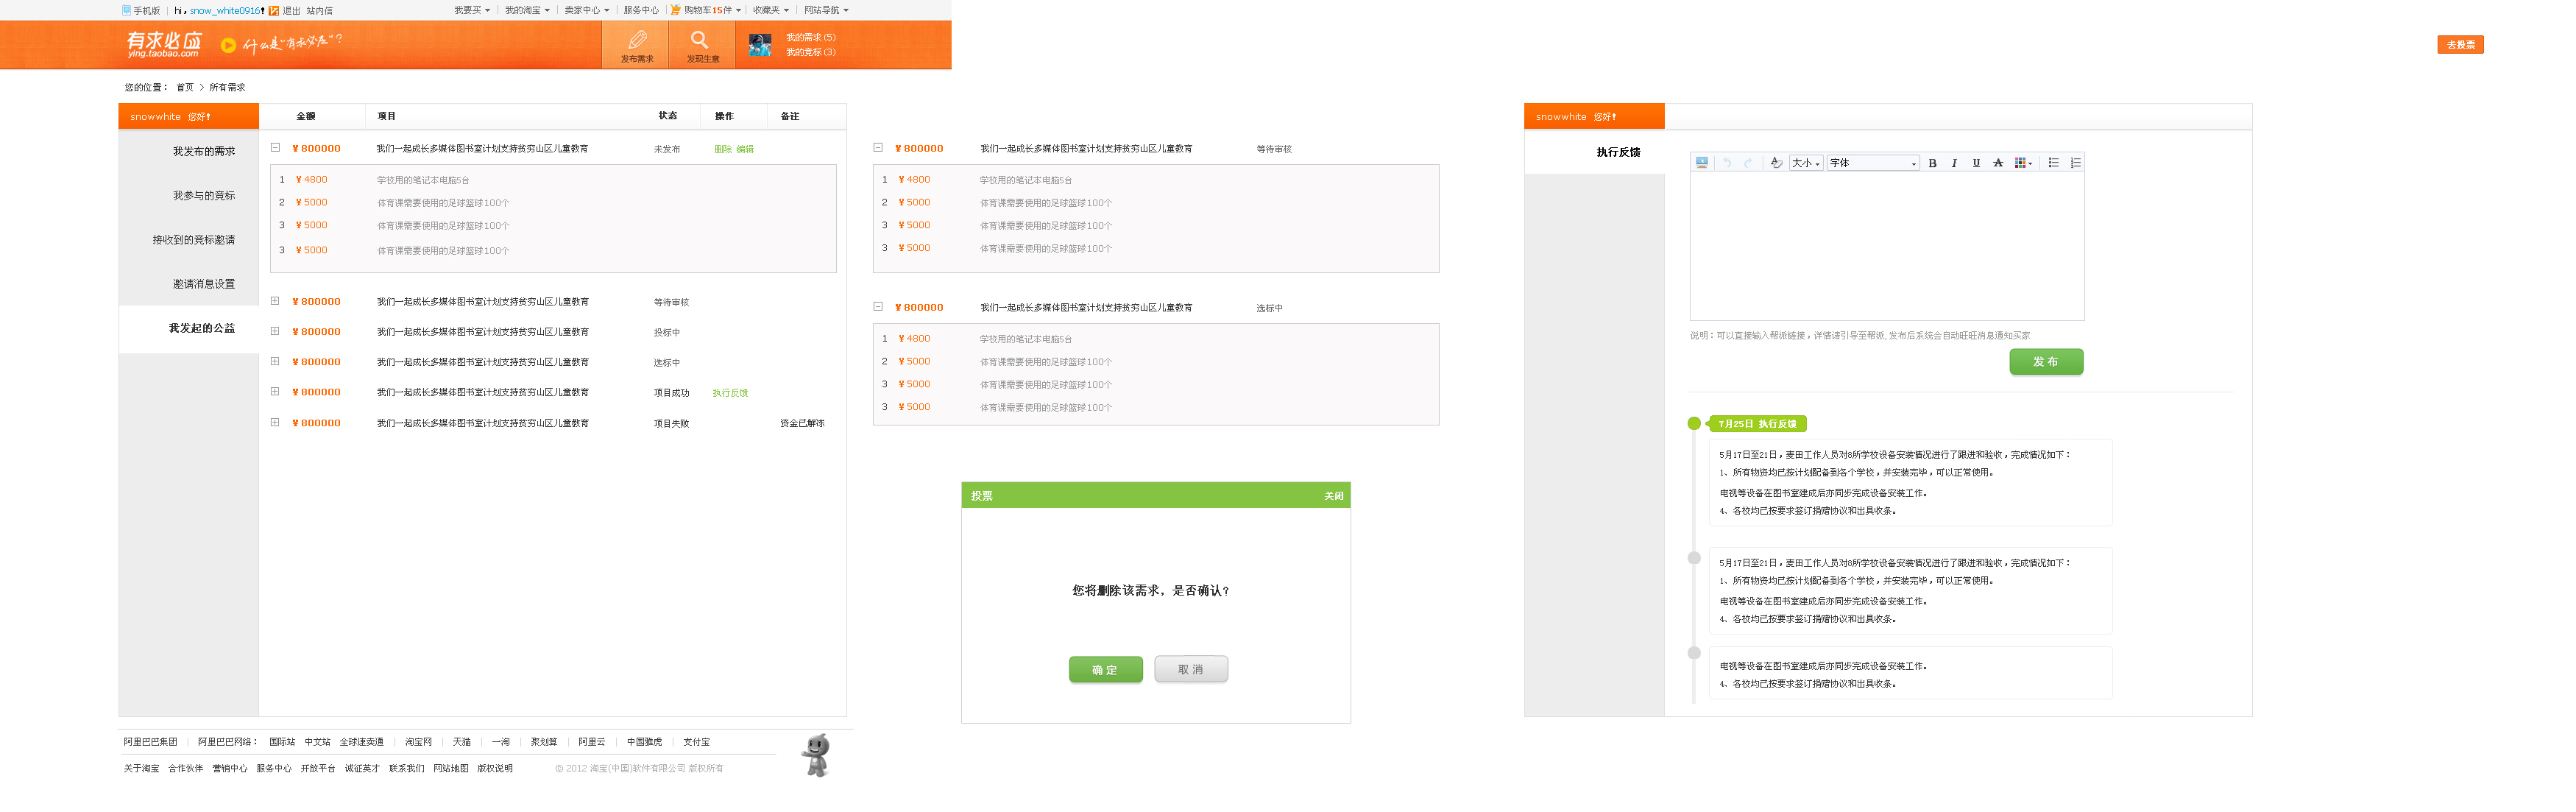 手机版 hi，snow_white0916！ 退出 站内信 我要买 我的淘宝 卖家中心 服务中心 购物车15件 收藏夹 网站导航
有求必应
ying.taobao.com
什么是“有求必应”?
发布需求
发现生意
我的需求(5)
我的竞标(3)
去投票
您的位置： 首页 > 所有需求
snowwhite 您好！
我发布的需求
我参与的竞标
接收到的竞标邀请
邀请消息设置
我发起的公益
金额 项目 状态 操作 备注
¥ 800000 我们一起成长多媒体图书室计划支持贫穷山区儿童教育 未发布 删除 编辑
1 ¥ 4800 学校用的笔记本电脑5台
2 ¥ 5000 体育课需要使用的足球篮球100个
3 ¥ 5000 体育课需要使用的足球篮球100个
3 ¥ 5000 体育课需要使用的足球篮球100个
¥ 800000 我们一起成长多媒体图书室计划支持贫穷山区儿童教育 等待审核
¥ 800000 我们一起成长多媒体图书室计划支持贫穷山区儿童教育 投标中
¥ 800000 我们一起成长多媒体图书室计划支持贫穷山区儿童教育 选标中
¥ 800000 我们一起成长多媒体图书室计划支持贫穷山区儿童教育 项目成功 执行反馈
¥ 800000 我们一起成长多媒体图书室计划支持贫穷山区儿童教育 项目失败 资金已解冻
¥ 800000 我们一起成长多媒体图书室计划支持贫穷山区儿童教育 等待审核
1 ¥ 4800 学校用的笔记本电脑5台
2 ¥ 5000 体育课需要使用的足球篮球100个
3 ¥ 5000 体育课需要使用的足球篮球100个
3 ¥ 5000 体育课需要使用的足球篮球100个
¥ 800000 我们一起成长多媒体图书室计划支持贫穷山区儿童教育 选标中
1 ¥ 4800 学校用的笔记本电脑5台
2 ¥ 5000 体育课需要使用的足球篮球100个
3 ¥ 5000 体育课需要使用的足球篮球100个
3 ¥ 5000 体育课需要使用的足球篮球100个
投票 关闭
您将删除该需求，是否确认？
确 定 取 消
snowwhite 您好！
执行反馈
大小 字体 B I U A
说明：可以直接输入帮派链接，详情请引导至帮派, 发布后系统会自动旺旺消息通知买家
发 布
7月25日 执行反馈
5月17日至21日，麦田工作人员对8所学校设备安装情况进行了跟进和验收，完成情况如下：
1、所有物资均已按计划配备到各个学校，并安装完毕，可以正常使用。
电视等设备在图书室建成后亦同步完成设备安装工作。
4、各校均已按要求签订捐赠协议和出具收条。
5月17日至21日，麦田工作人员对8所学校设备安装情况进行了跟进和验收，完成情况如下：
1、所有物资均已按计划配备到各个学校，并安装完毕，可以正常使用。
电视等设备在图书室建成后亦同步完成设备安装工作。
4、各校均已按要求签订捐赠协议和出具收条。
电视等设备在图书室建成后亦同步完成设备安装工作。
4、各校均已按要求签订捐赠协议和出具收条。
阿里巴巴集团 | 阿里巴巴网络： 国际站 中文站 全球速卖通 | 淘宝网 | 天猫 | 一淘 | 聚划算 | 阿里云 | 中国雅虎 | 支付宝
关于淘宝 合作伙伴 营销中心 服务中心 开放平台 诚征英才 联系我们 网站地图 版权说明 © 2012 淘宝(中国)软件有限公司 版权所有